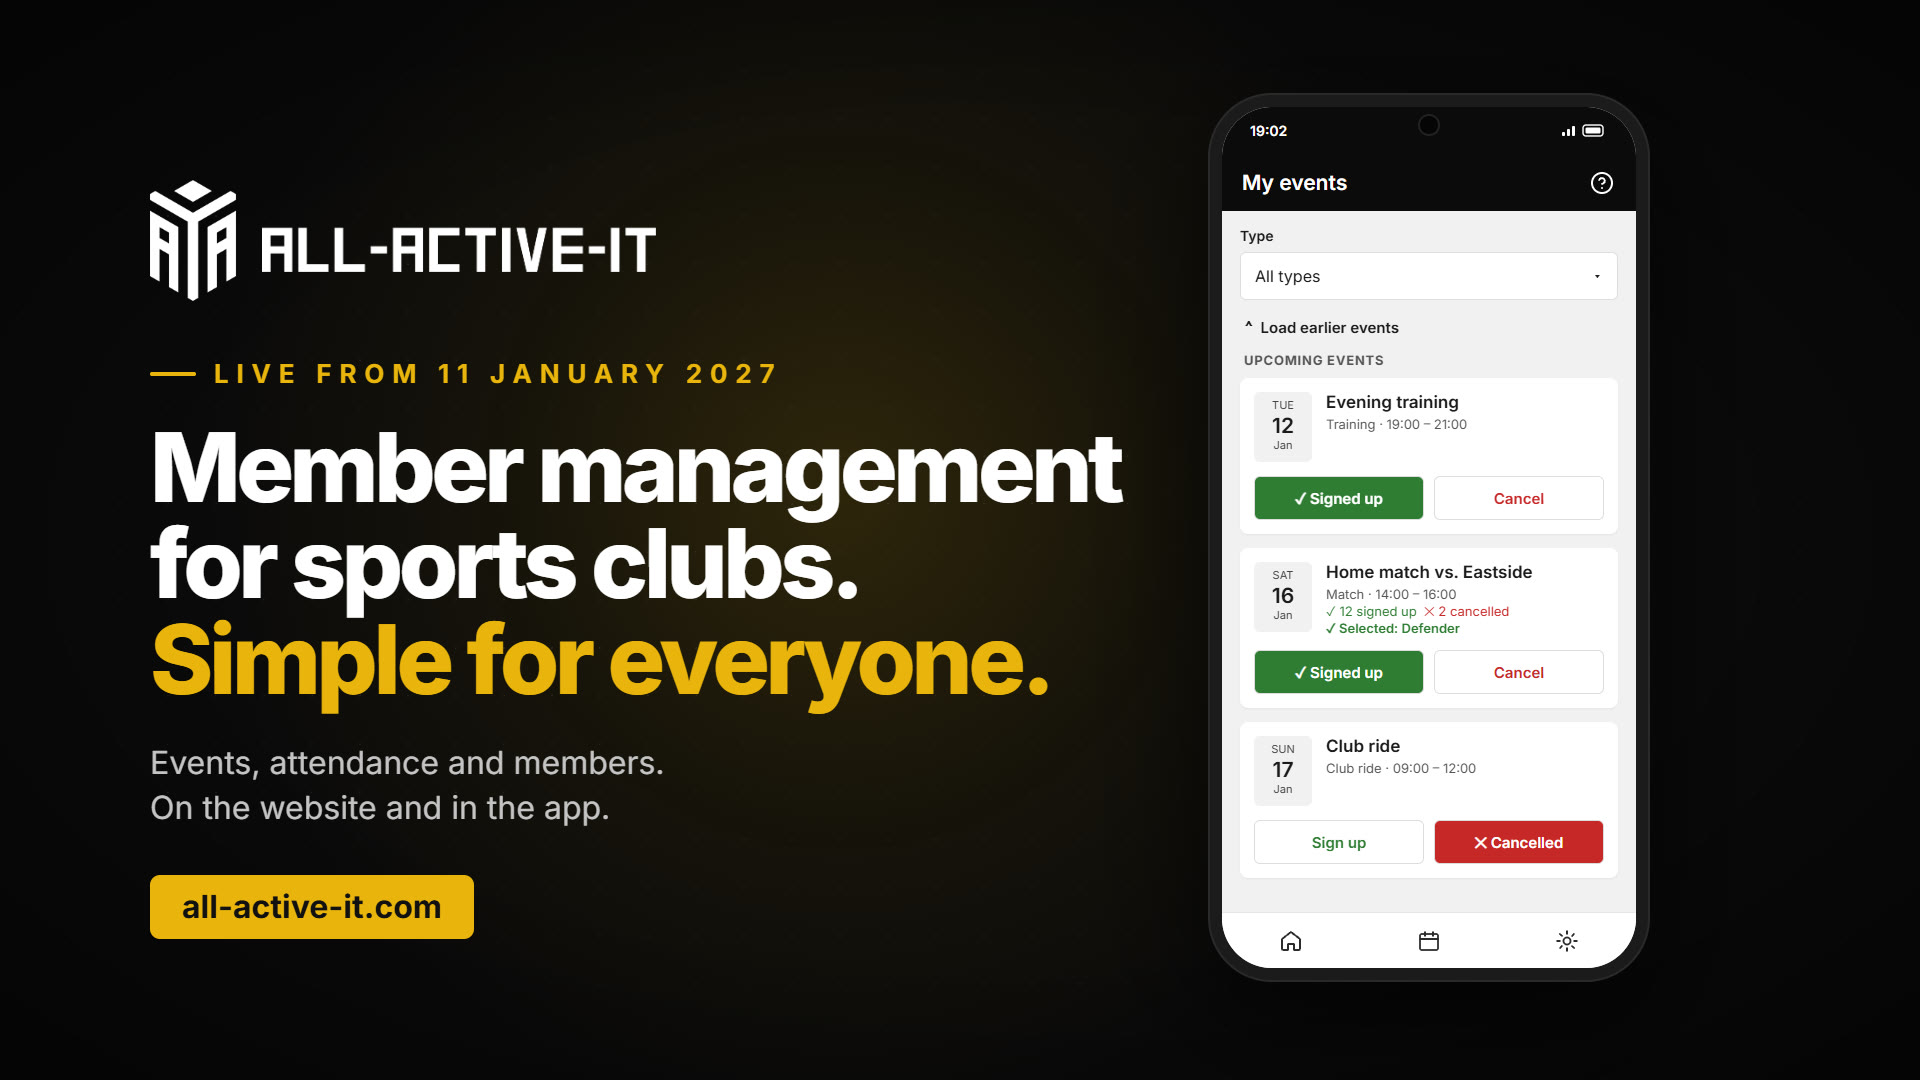 ALL-ACTIVE-IT
LIVE FROM 11 JANUARY 2027
Member management
for sports clubs.
Simple for everyone.
Events, attendance and members.
On the website and in the app.
all-active-it.com
19:02
My events
Type
All types
Load earlier events
UPCOMING EVENTS
TUE
12
Jan
Evening training
Training · 19:00 – 21:00
✓ Signed up
Cancel
SAT
16
Jan
Home match vs. Eastside
Match · 14:00 – 16:00
✓ 12 signed up ✕ 2 cancelled
✓ Selected: Defender
✓ Signed up
Cancel
SUN
17
Jan
Club ride
Club ride · 09:00 – 12:00
Sign up
✕ Cancelled